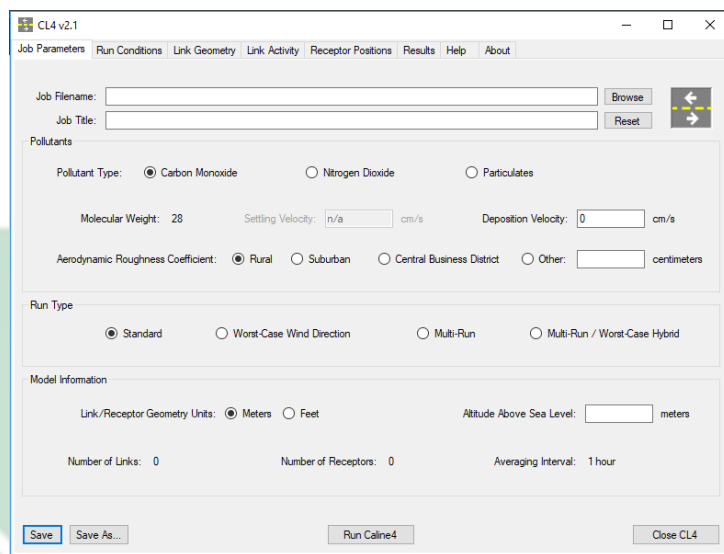 CL4 v2.1
Job Parameters Run Conditions Link Geometry Link Activity Receptor Positions Results Help About
Job Filename: Browse
Job Title: Reset
Pollutants
Pollutant Type: Carbon Monoxide Nitrogen Dioxide Particulates
Molecular Weight: 28 Settling Velocity: n/a cm/s Deposition Velocity: 0 cm/s
Aerodynamic Roughness Coefficient: Rural Suburban Central Business District Other: centimeters
Run Type
Standard Worst-Case Wind Direction Multi-Run Multi-Run / Worst-Case Hybrid
Model Information
Link/Receptor Geometry Units: Meters Feet Altitude Above Sea Level: meters
Number of Links: 0 Number of Receptors: 0 Averaging Interval: 1 hour
Save Save As... Run Caline4 Close CL4